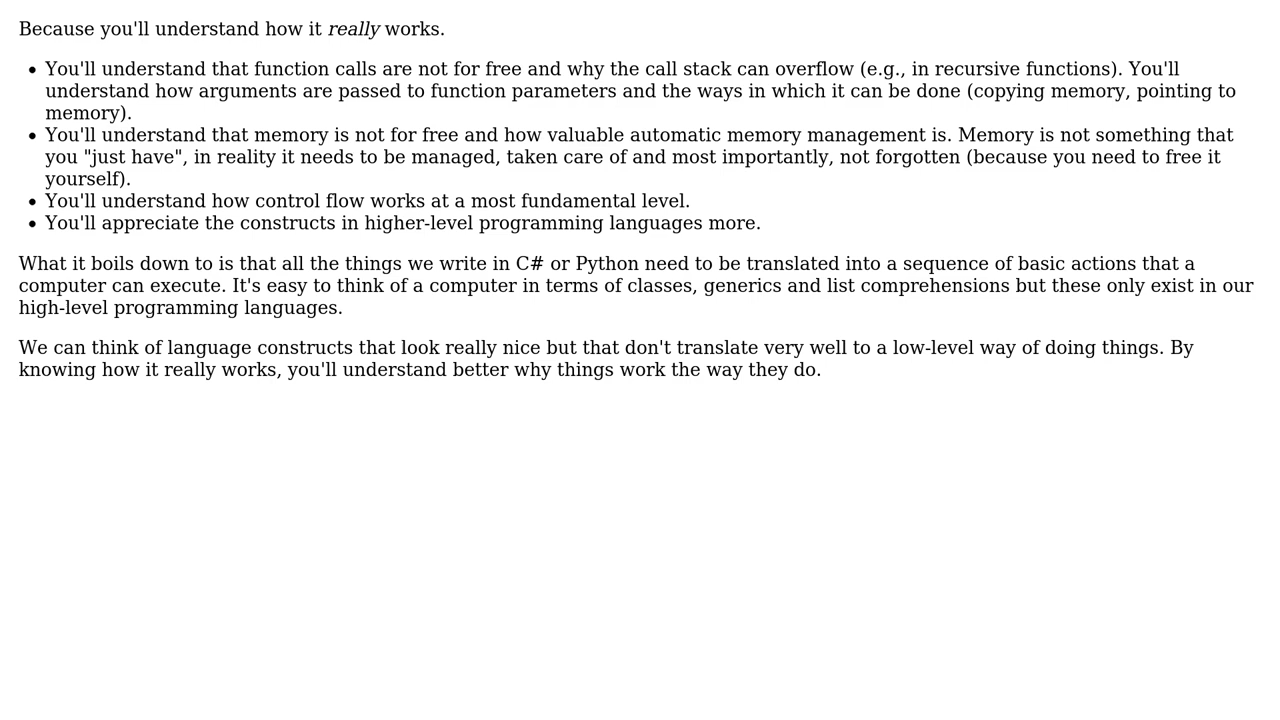 Because you'll understand how it really works.
• You'll understand that function calls are not for free and why the call stack can overflow (e.g., in recursive functions). You'll
understand how arguments are passed to function parameters and the ways in which it can be done (copying memory, pointing to
memory).
• You'll understand that memory is not for free and how valuable automatic memory management is. Memory is not something that
you "just have", in reality it needs to be managed, taken care of and most importantly, not forgotten (because you need to free it
yourself).
• You'll understand how control flow works at a most fundamental level.
• You'll appreciate the constructs in higher-level programming languages more.
What it boils down to is that all the things we write in C# or Python need to be translated into a sequence of basic actions that a
computer can execute. It's easy to think of a computer in terms of classes, generics and list comprehensions but these only exist in our
high-level programming languages.
We can think of language constructs that look really nice but that don't translate very well to a low-level way of doing things. By
knowing how it really works, you'll understand better why things work the way they do.